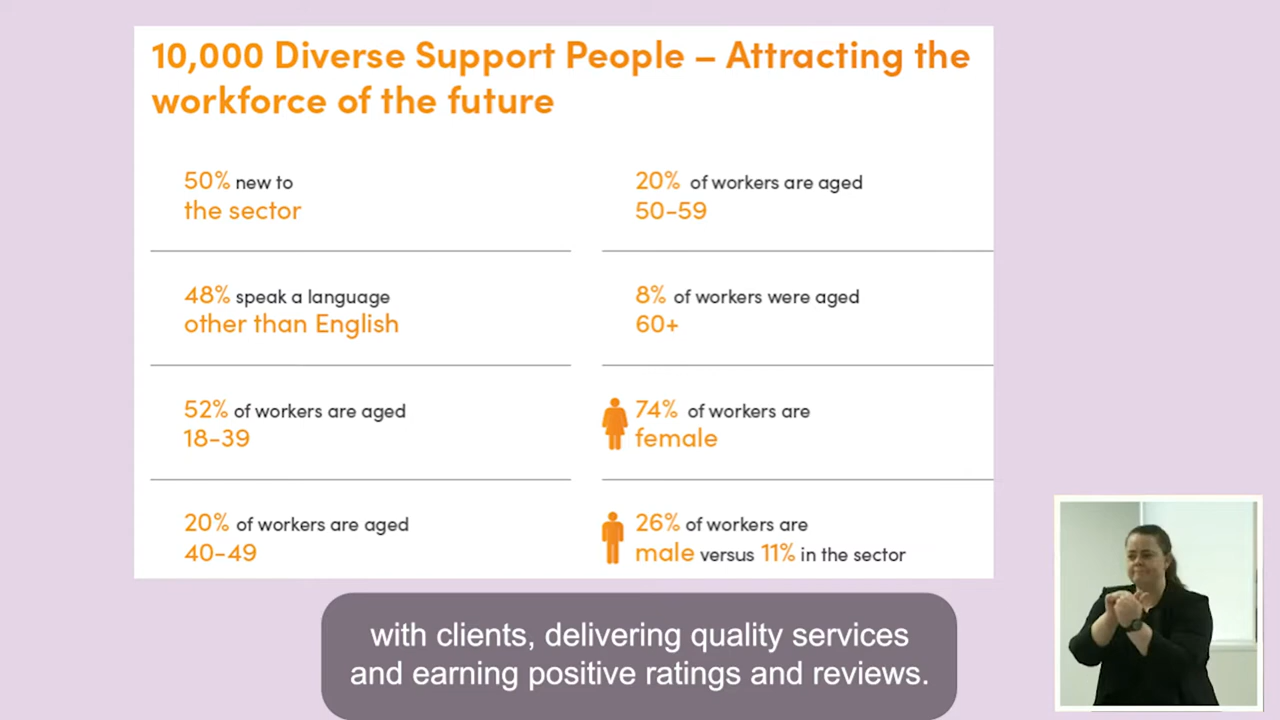 10,000 Diverse Support People – Attracting the
workforce of the future
50% new to
the sector
48% speak a language
other than English
52% of workers are aged
18-39
20% of workers are aged
40-49
20% of workers are aged
50-59
8% of workers were aged
60+
74% of workers are
female
26% of workers are
male versus 11% in the sector
with clients, delivering quality services
and earning positive ratings and reviews.